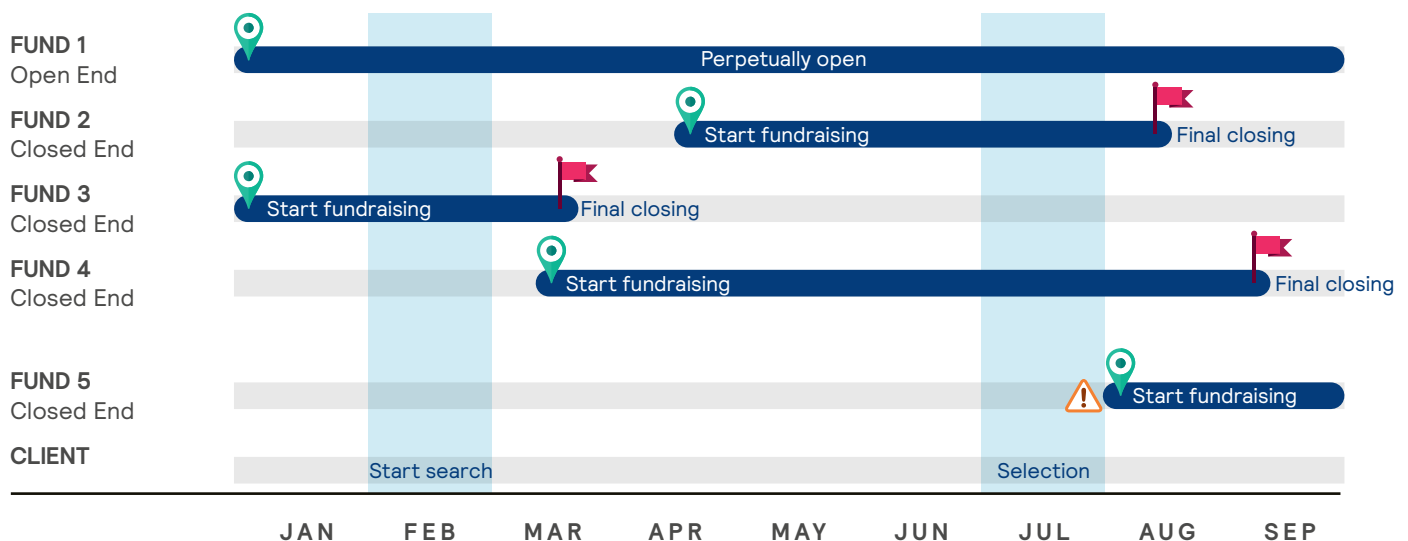 FUND 1
Open End
Perpetually open
FUND 2
Closed End
Start fundraising
Final closing
FUND 3
Closed End
Start fundraising
Final closing
FUND 4
Closed End
Start fundraising
Final closing
FUND 5
Closed End
!
Start fundraising
CLIENT
Start search
Selection
JAN FEB MAR APR MAY JUN JUL AUG SEP